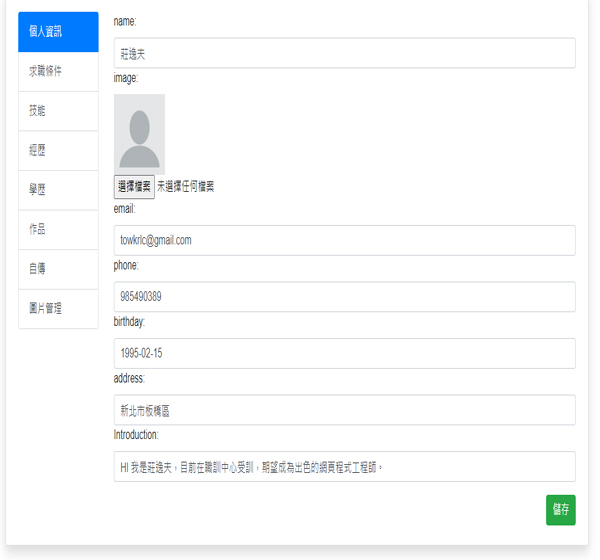 個人資訊
求職條件
技能
經歷
學歷
作品
自傳
圖片管理
name:
莊逸夫
image:
選擇檔案 未選擇任何檔案
email:
towkrlc@gmail.com
phone:
985490389
birthday:
1995-02-15
address:
新北市板橋區
Introduction:
HI 我是莊逸夫，目前在職訓中心受訓，期望成為出色的網頁程式工程師。
儲存